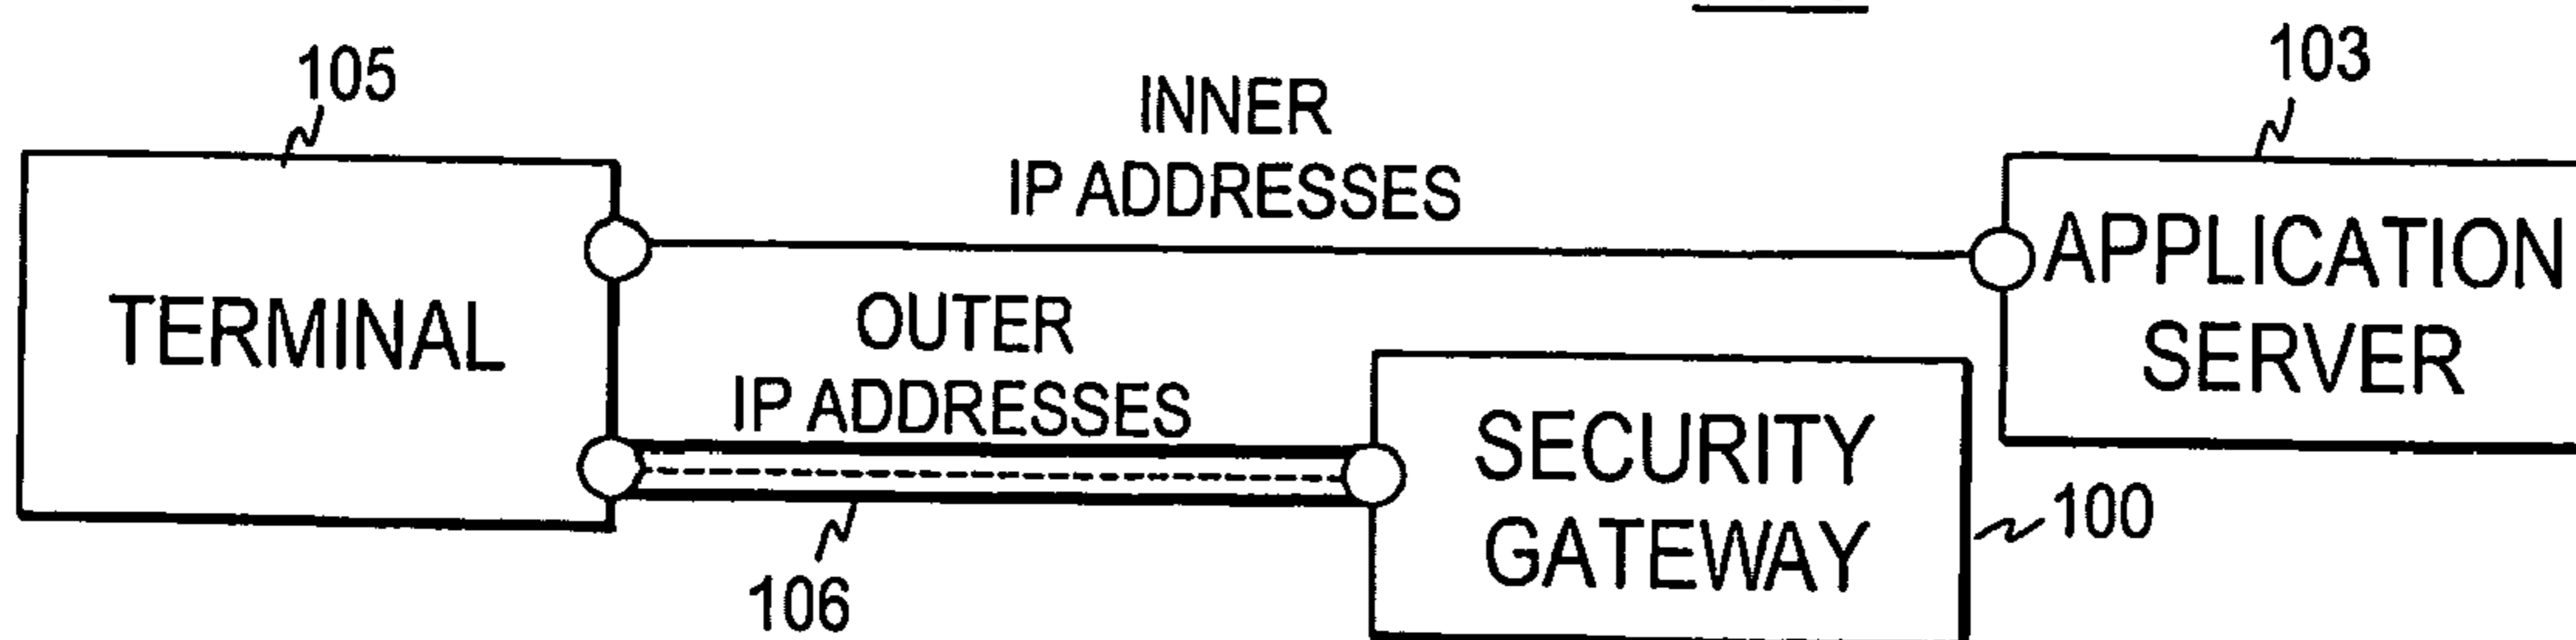 105
103
INNER
IP ADDRESSES
TERMINAL
APPLICATION
SERVER
OUTER
IP ADDRESSES
SECURITY
GATEWAY
100
106